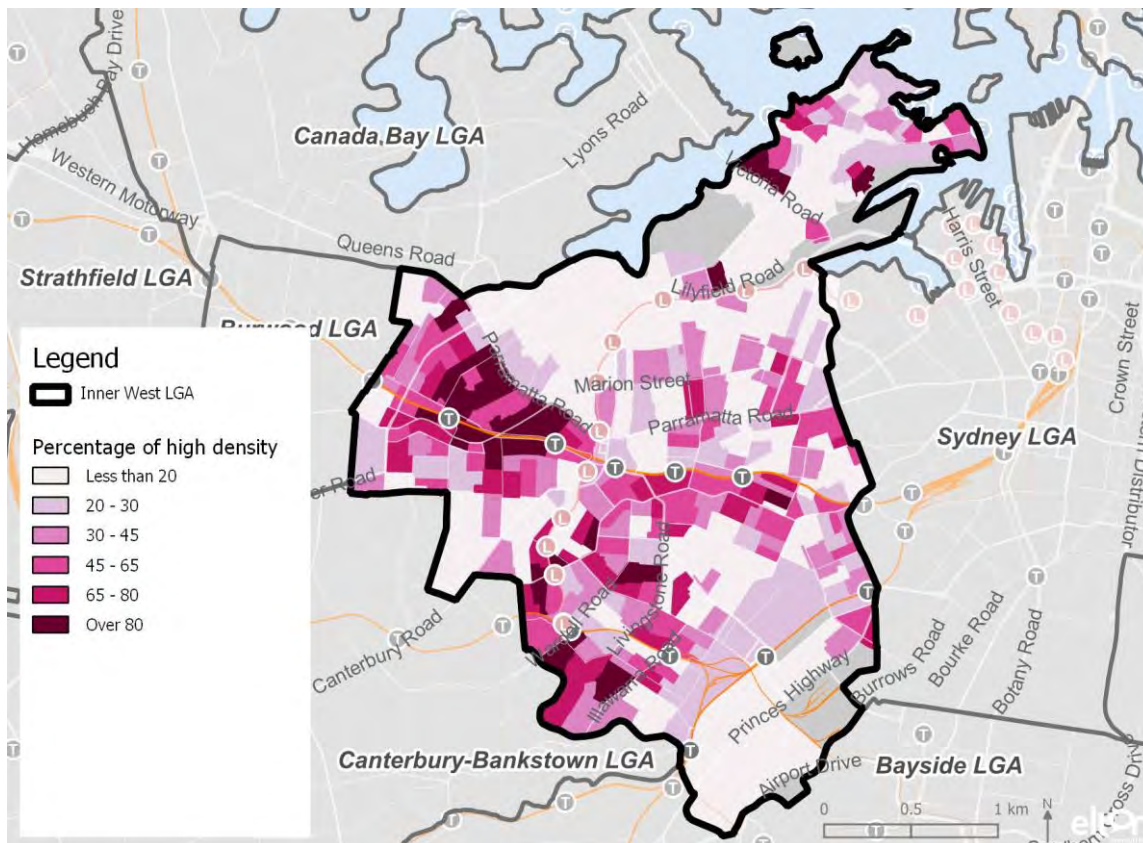 Homebush Bay Drive
Canada Bay LGA
Lyons Road
Western Motorway
Victoria Road
Queens Road
Harris Street
Strathfield LGA
Lilyfield Road
Burwood LGA
Crown Street
Legend
Inner West LGA
Parramatta Road
Marion Street
Parramatta Road
Sydney LGA
Percentage of high density
Less than 20
20 - 30
30 - 45
45 - 65
65 - 80
Over 80
Road
Livingstone Road
Wardell Road
Canterbury Road
Illawarra Road
Princes Highway
Burrows Road
Bourke Road
Botany Road
Canterbury-Bankstown LGA
Airport Drive
Bayside LGA
0 0.5 1 km
N